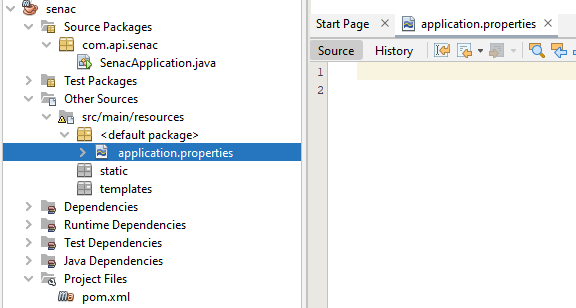 senac
Source Packages
com.api.senac
SenacApplication.java
Test Packages
Other Sources
src/main/resources
<default package>
application.properties
static
templates
Dependencies
Runtime Dependencies
Test Dependencies
Java Dependencies
Project Files
pom.xml
Start Page
application.properties
Source History
1
2